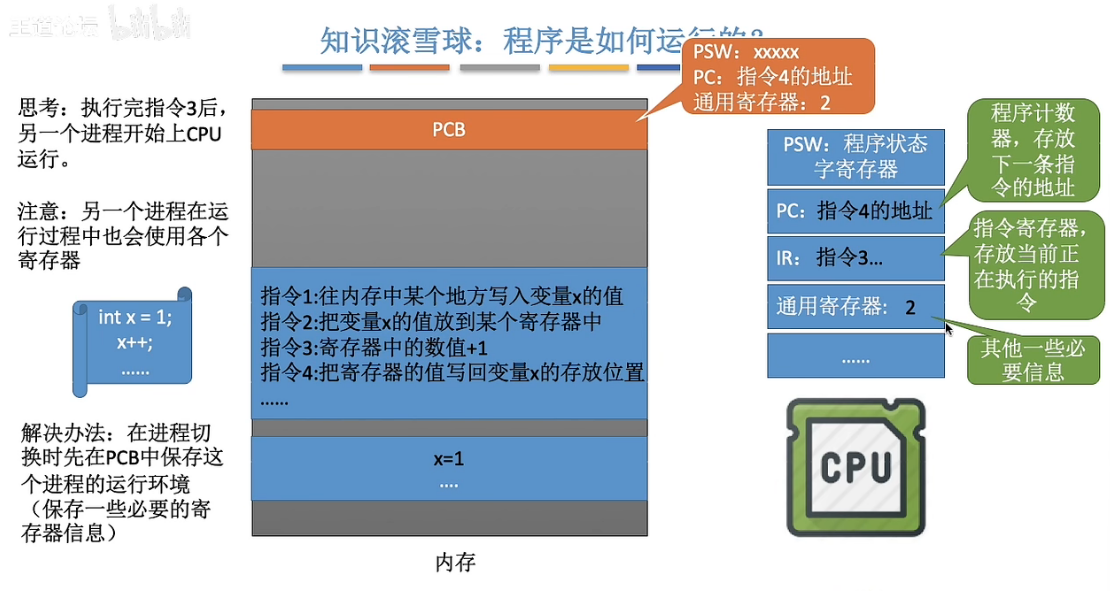 知识滚雪球：程序是如何运行的？
PSW：xxxxx
PC：指令4的地址
通用寄存器：2
思考：执行完指令3后，
另一个进程开始上CPU
运行。
注意：另一个进程在运
行过程中也会使用各个
寄存器
int x = 1;
x++;
......
解决办法：在进程切
换时先在PCB中保存这
个进程的运行环境
（保存一些必要的寄
存器信息）
PCB
指令1:往内存中某个地方写入变量x的值
指令2:把变量x的值放到某个寄存器中
指令3:寄存器中的数值+1
指令4:把寄存器的值写回变量x的存放位置
......
x=1
....
内存
PSW：程序状态
字寄存器
PC：指令4的地址
IR： 指令3...
通用寄存器： 2
......
程序计数
器，存放
下一条指
令的地址
指令寄存器，
存放当前正
在执行的指
令
其他一些必
要信息
CPU